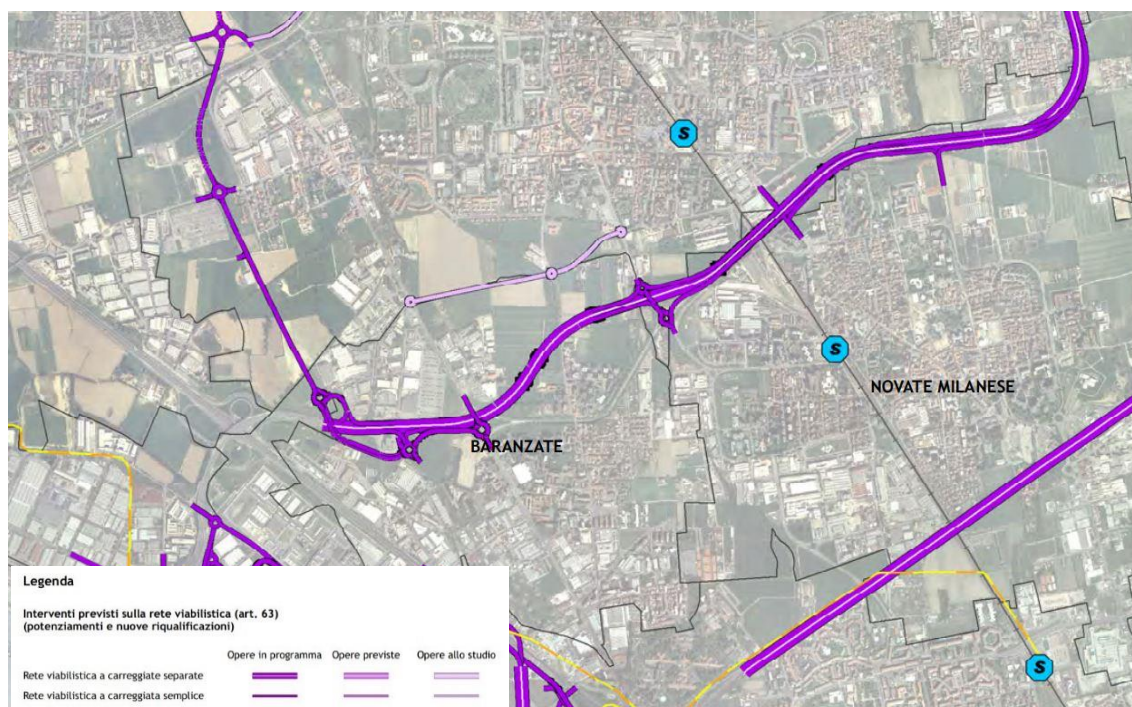 S
S
NOVATE MILANESE
BARANZATE
S
Legenda
Interventi previsti sulla rete viabilistica (art. 63)
(potenziamenti e nuove riqualificazioni)
Opere in programma Opere previste Opere allo studio
Rete viabilistica a carreggiate separate
Rete viabilistica a carreggiata semplice